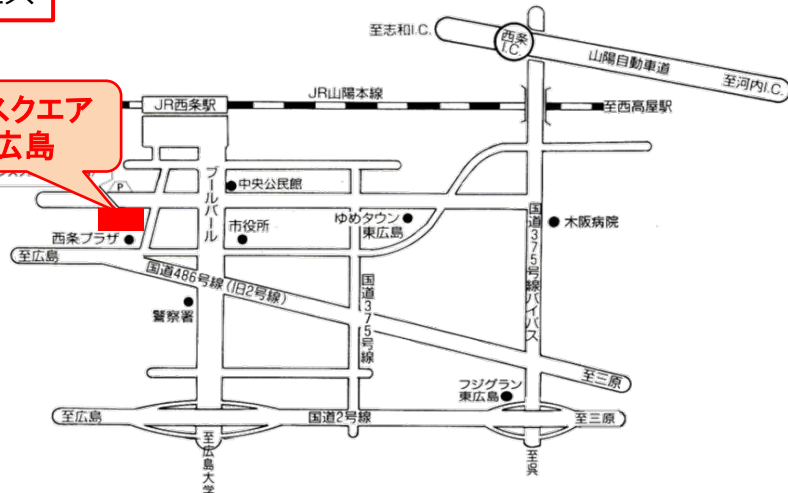 至志和I.C.
西条
I.C.
山陽自動車道
至河内I.C.
JR西条駅
JR山陽本線
至西高屋駅
スクエア
広島
P
ブールバール
中央公民館
市役所
ゆめタウン
東広島
国道375号線バイパス
木阪病院
西条プラザ
至広島
国道486号線(旧2号線)
国道375号線
警察署
至三原
フジグラン
東広島
至広島
国道2号線
至三原
至広島大学
至呉